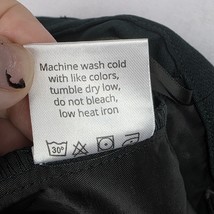 Machine wash cold
with like colors,
tumble dry low,
do not bleach,
low heat iron
30°